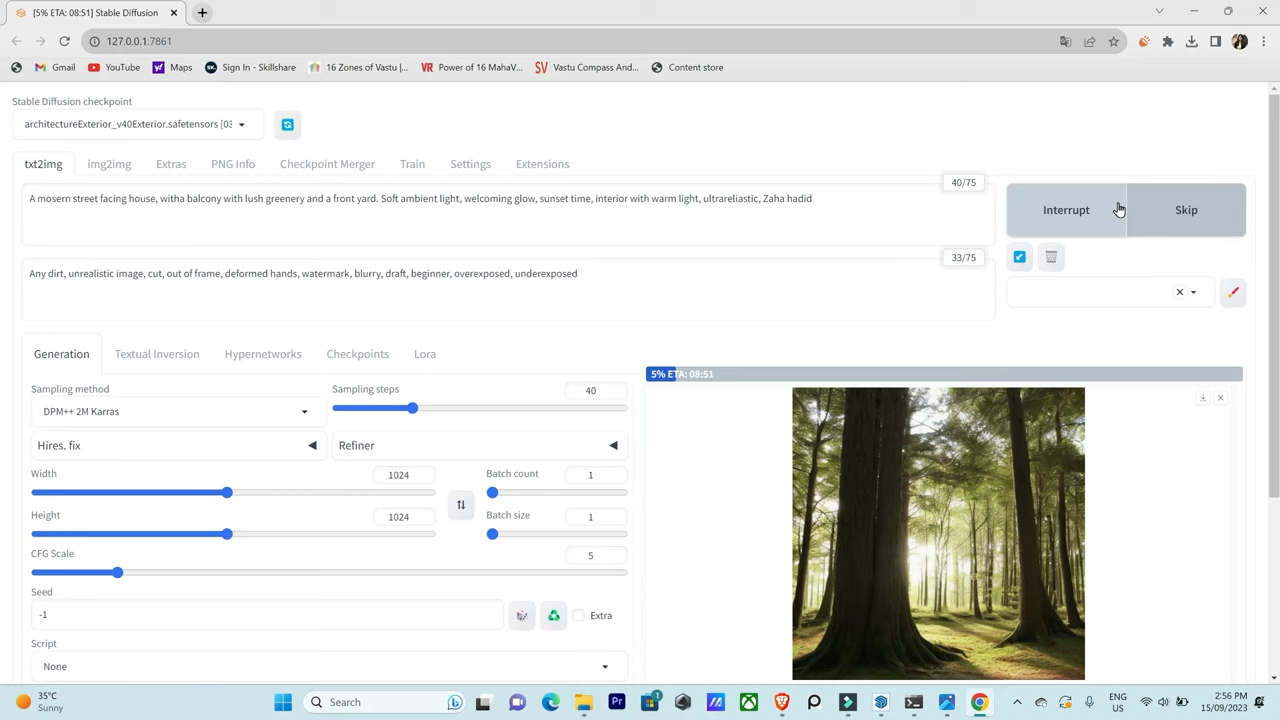 [5% ETA: 08:51] Stable Diffusion
127.0.0.1:7861
Gmail YouTube Maps Sign In - Skillshare 16 Zones of Vastu |... Power of 16 MahaV... Vastu Compass And... Content store
Stable Diffusion checkpoint
architectureExterior_v40Exterior.safetensors [03
txt2img img2img Extras PNG Info Checkpoint Merger Train Settings Extensions
40/75
A mosern street facing house, witha balcony with lush greenery and a front yard. Soft ambient light, welcoming glow, sunset time, interior with warm light, ultrareliastic, Zaha hadid
Interrupt Skip
33/75
Any dirt, unrealistic image, cut, out of frame, deformed hands, watermark, blurry, draft, beginner, overexposed, underexposed
Generation Textual Inversion Hypernetworks Checkpoints Lora
5% ETA: 08:51
Sampling method Sampling steps 40
DPM++ 2M Karras
Hires. fix Refiner
Width 1024 Batch count 1
Height 1024 Batch size 1
CFG Scale 5
Seed
-1 Extra
Script
None
35°C
Sunny
Search
ENG
US
2:56 PM
15/09/2023